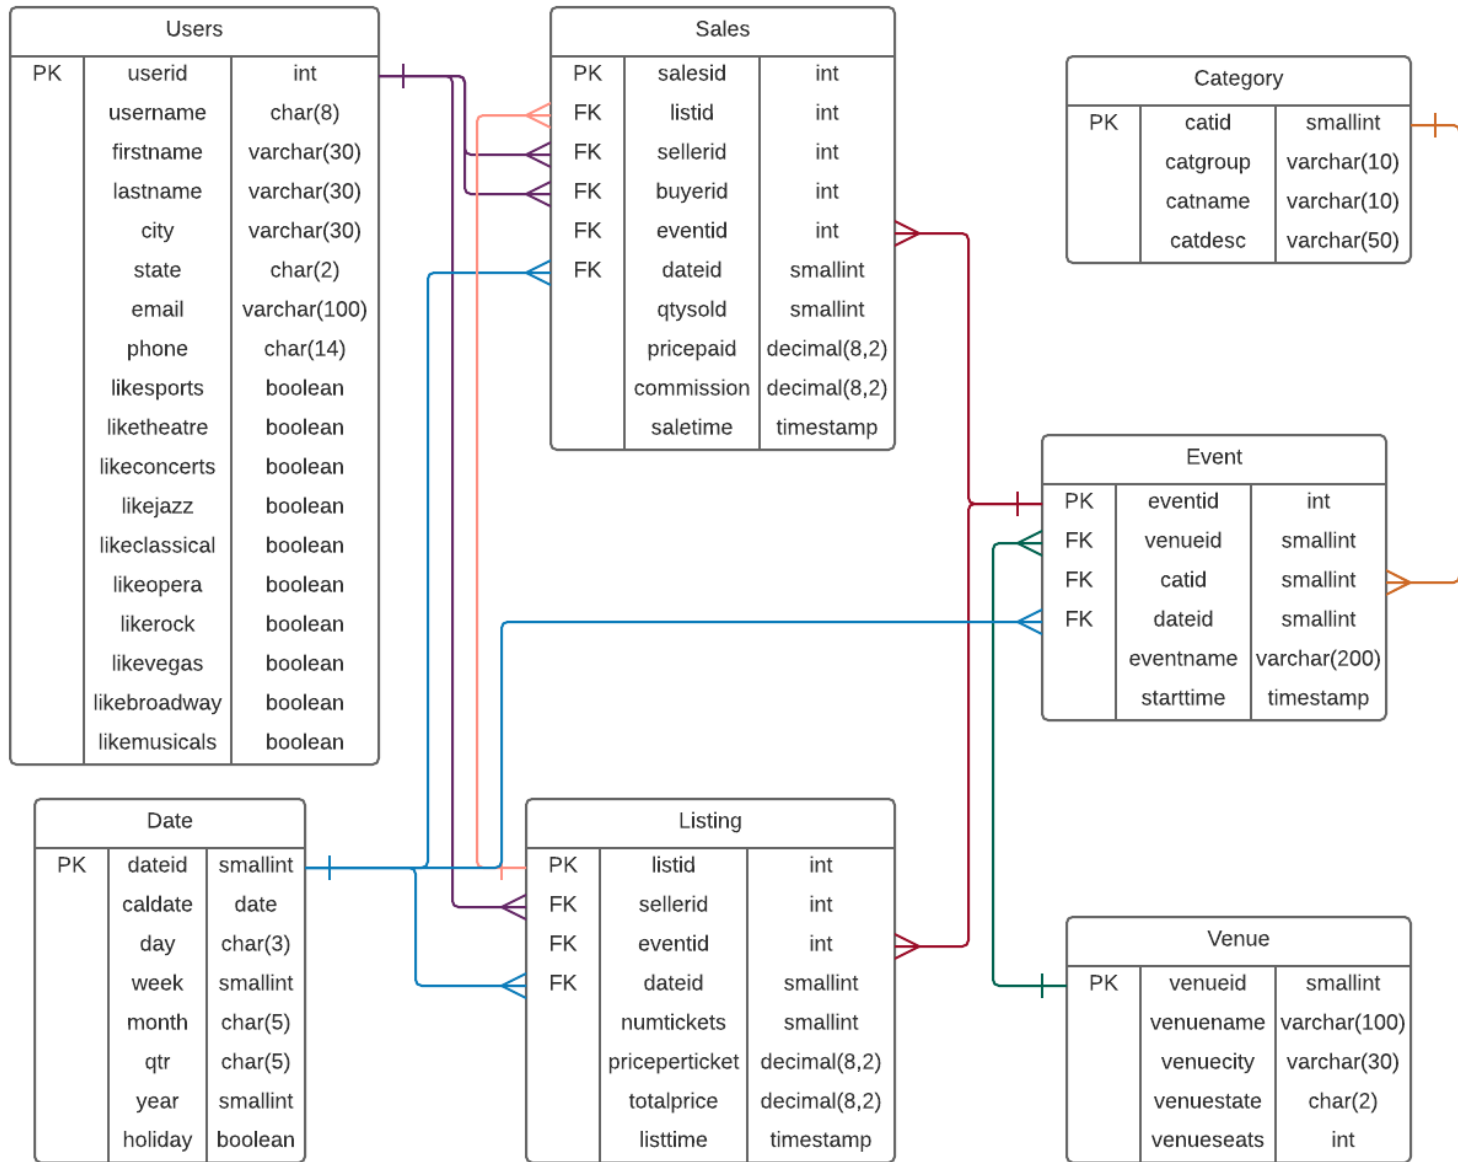 Users
PK userid int
username char(8)
firstname varchar(30)
lastname varchar(30)
city varchar(30)
state char(2)
email varchar(100)
phone char(14)
likesports boolean
liketheatre boolean
likeconcerts boolean
likejazz boolean
likeclassical boolean
likeopera boolean
likerock boolean
likevegas boolean
likebroadway boolean
likemusicals boolean
Sales
PK salesid int
FK listid int
FK sellerid int
FK buyerid int
FK eventid int
FK dateid smallint
qtysold smallint
pricepaid decimal(8,2)
commission decimal(8,2)
saletime timestamp
Category
PK catid smallint
catgroup varchar(10)
catname varchar(10)
catdesc varchar(50)
Event
PK eventid int
FK venueid smallint
FK catid smallint
FK dateid smallint
eventname varchar(200)
starttime timestamp
Date
PK dateid smallint
caldate date
day char(3)
week smallint
month char(5)
qtr char(5)
year smallint
holiday boolean
Listing
PK listid int
FK sellerid int
FK eventid int
FK dateid smallint
numtickets smallint
priceperticket decimal(8,2)
totalprice decimal(8,2)
listtime timestamp
Venue
PK venueid smallint
venuename varchar(100)
venuecity varchar(30)
venuestate char(2)
venueseats int